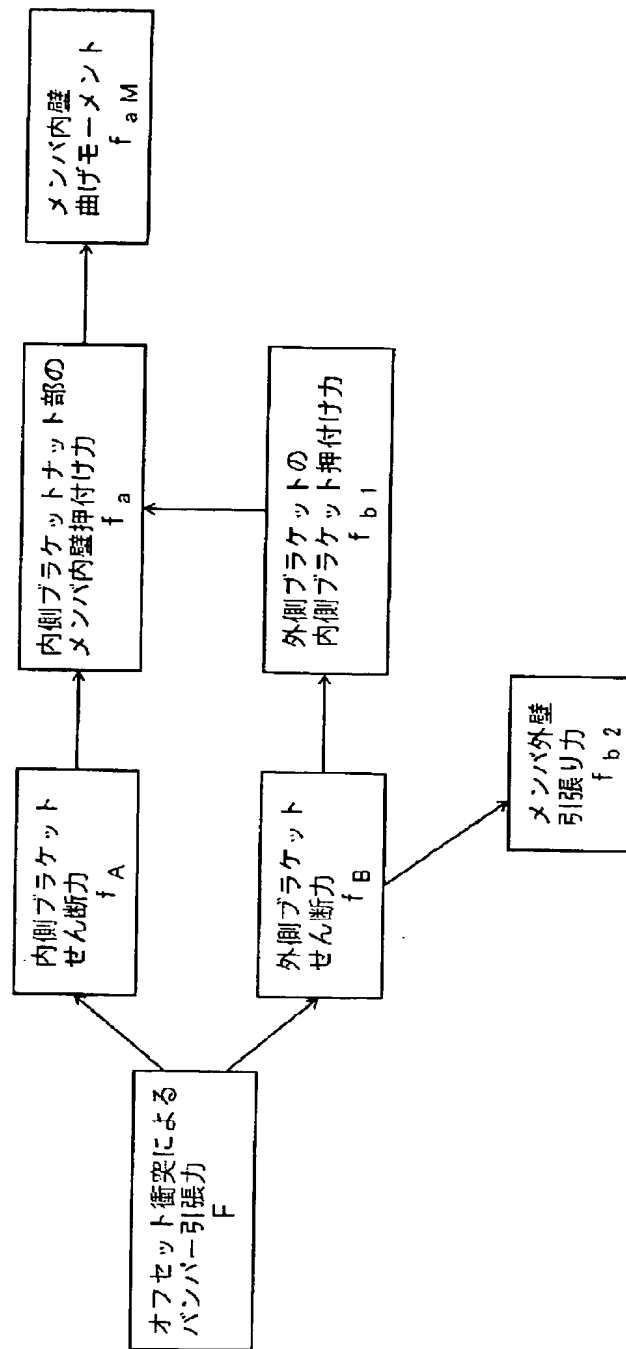 オフセット衝突による
バンパー引張力
F
内側ブラケット
せん断力
f A
外側ブラケット
せん断力
f B
内側ブラケットナット部の
メンバ内壁押付け力
f a
外側ブラケットの
内側ブラケット押付け力
f b 1
メンバ外壁
引張り力
f b 2
メンバ内壁
曲げモーメント
f a M